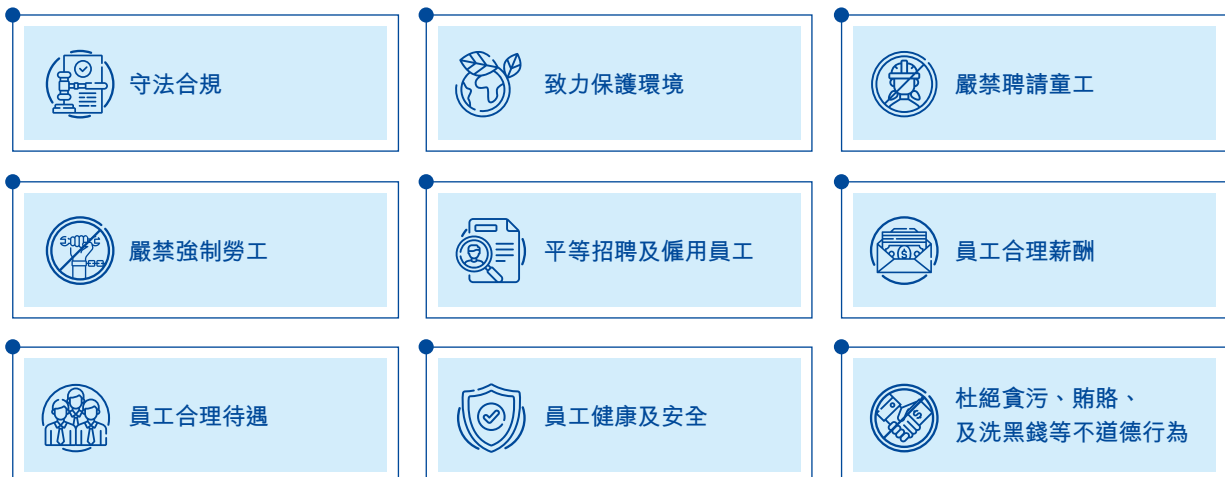 守法合規
致力保護環境
嚴禁聘請童工
嚴禁強制勞工
平等招聘及僱用員工
員工合理薪酬
員工合理待遇
員工健康及安全
杜絕貪污、賄賂、
及洗黑錢等不道德行為